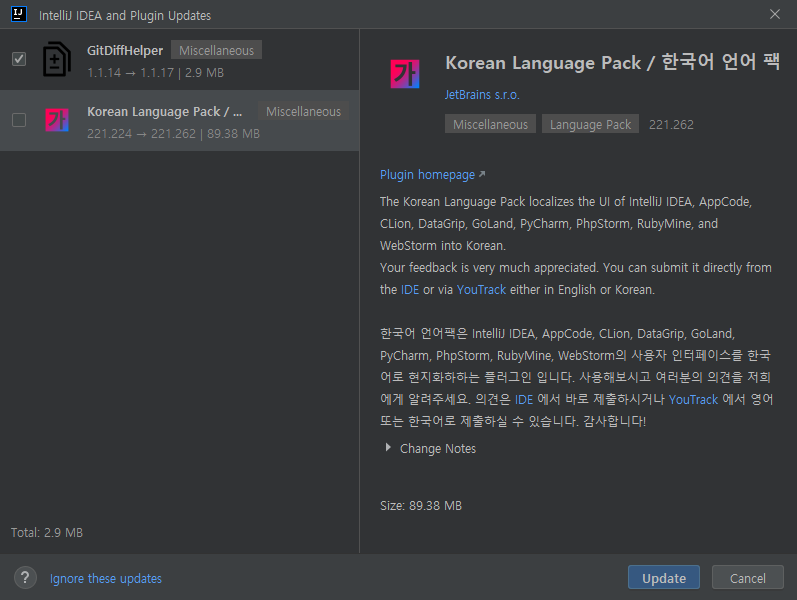 IntelliJ IDEA and Plugin Updates
GitDiffHelper Miscellaneous
1.1.14 → 1.1.17 | 2.9 MB
가 Korean Language Pack / ... Miscellaneous
221.224 → 221.262 | 89.38 MB
Total: 2.9 MB
가 Korean Language Pack / 한국어 언어 팩
JetBrains s.r.o.
Miscellaneous Language Pack 221.262
Plugin homepage ↗
The Korean Language Pack localizes the UI of IntelliJ IDEA, AppCode,
CLion, DataGrip, GoLand, PyCharm, PhpStorm, RubyMine, and
WebStorm into Korean.
Your feedback is very much appreciated. You can submit it directly from
the IDE or via YouTrack either in English or Korean.
한국어 언어팩은 IntelliJ IDEA, AppCode, CLion, DataGrip, GoLand,
PyCharm, PhpStorm, RubyMine, WebStorm의 사용자 인터페이스를 한국
어로 현지화하하는 플러그인 입니다. 사용해보시고 여러분의 의견을 저희
에게 알려주세요. 의견은 IDE 에서 바로 제출하시거나 YouTrack 에서 영어
또는 한국어로 제출하실 수 있습니다. 감사합니다!
Change Notes
Size: 89.38 MB
? Ignore these updates
Update Cancel